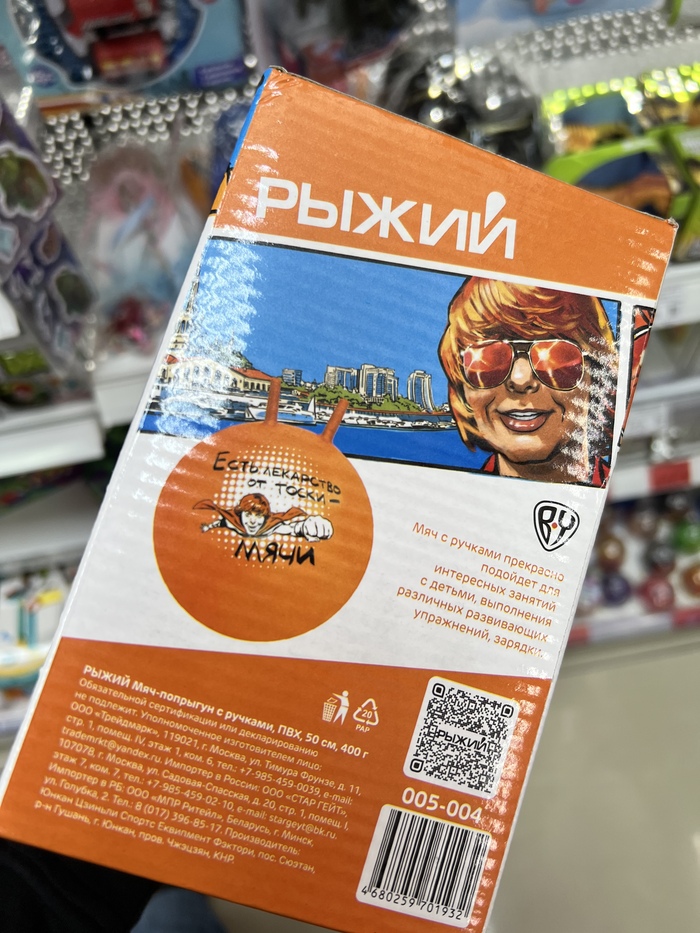 РЫЖИЙ
ЕСТЬ ЛЕКАРСТВО
ОТ ТОСКИ –
МЯЧИ
B·Y
Мяч с ручками прекрасно
подойдет для
интересных занятий
с детьми, выполнения
различных развивающих
упражнений, зарядки.
РЫЖИЙ Мяч-попрыгун с ручками, ПВХ, 50 см, 400 г
Обязательной сертификации или декларированию
не подлежит. Уполномоченное изготовителем лицо:
ООО «Трейдмарк», 119021, г. Москва, ул. Тимура Фрунзе, д. 11,
стр. 1, помещ. IV, этаж 1, ком. 6, тел.: +7-985-459-0039, e-mail:
trademrkt@yandex.ru. Импортер в России: ООО «СТАР ГЕЙТ»,
107078, г. Москва, ул. Садовая-Спасская, д. 20, стр. 1, помещ. I,
этаж 7, ком. 7, тел.: +7-985-459-02-10, e-mail: stargeyt@bk.ru.
Импортер в РБ: ООО «МПР Ритейл», Беларусь, г. Минск,
ул. Голубка, 2. Тел.: 8 (017) 396-85-17. Производитель:
Юнкан Цзиньли Спортс Еквипмент Фэктори, пос. Сюэтан,
р-н Гушань, г. Юнкан, пров. Чжэцзян, КНР.
20
PAP
РЫЖИЙ
005-004
4 680259 701932